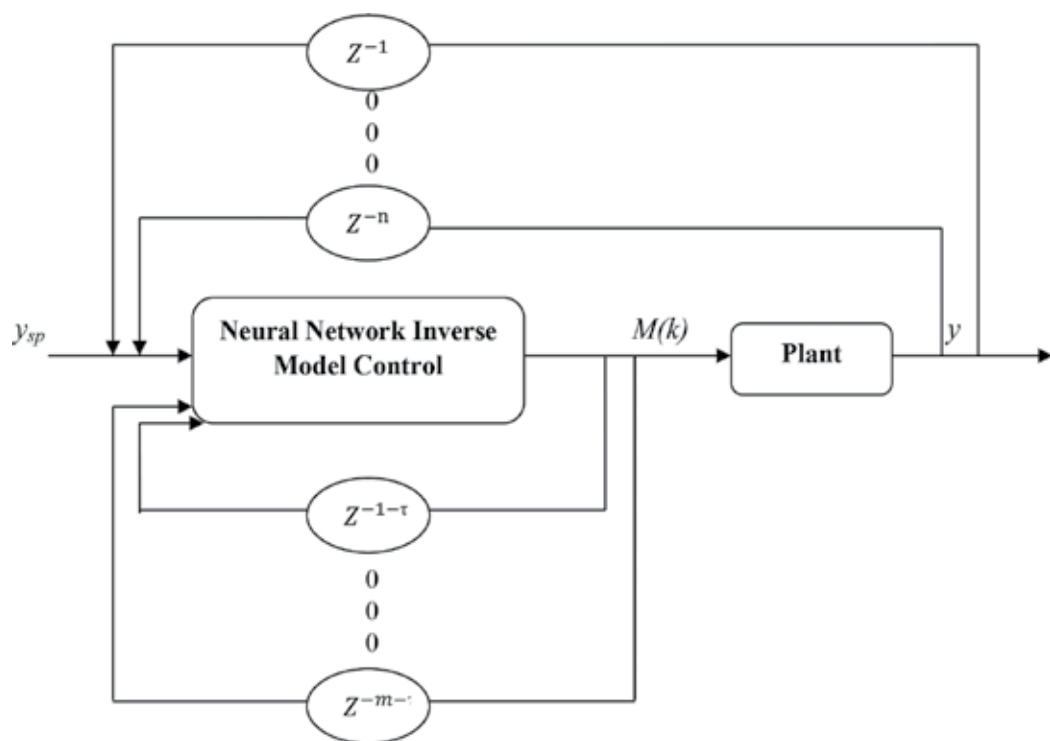 Z⁻¹
0
0
0
Z⁻ⁿ
y_sp
Neural Network Inverse
Model Control
M(k)
Plant
y
Z^{-1-τ}
0
0
0
Z^{-m-}